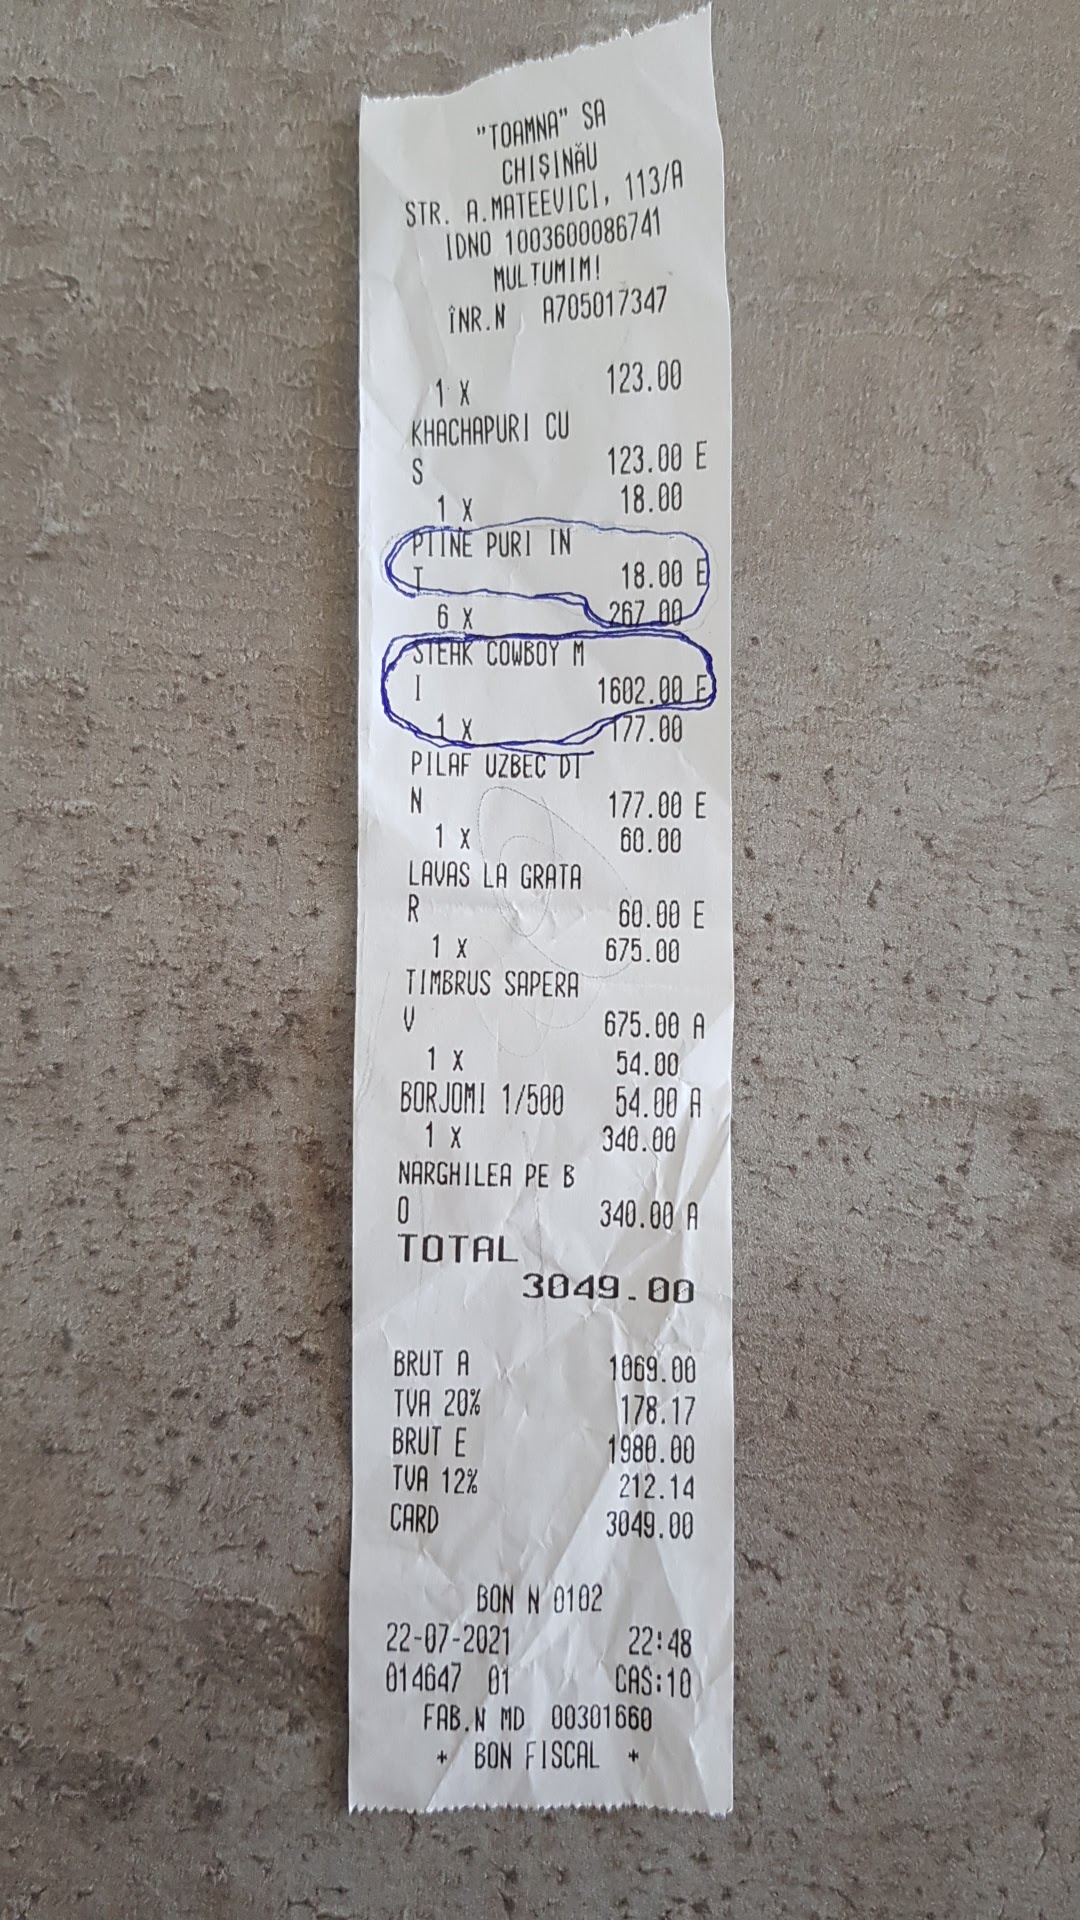 "TOAMNA" SA
CHIŞINĂU
STR. A.MATEEVICI, 113/A
IDNO 1003600086741
MULŢUMIM!
ÎNR.N A705017347
1 X 123.00
KHACHAPURI CU
S 123.00 E
1 X 18.00
PIINE PURI IN
T 18.00 E
6 X 267.00
STEAK COWBOY M
I 1602.00 E
1 X 177.00
PILAF UZBEC DI
N 177.00 E
1 X 60.00
LAVAS LA GRATA
R 60.00 E
1 X 675.00
TIMBRUS SAPERA
V 675.00 A
1 X 54.00
BORJOMI 1/500 54.00 A
1 X 340.00
NARGHILEA PE B
O 340.00 A
TOTAL
3049.00
BRUT A 1069.00
TVA 20% 178.17
BRUT E 1980.00
TVA 12% 212.14
CARD 3049.00
BON N 0102
22-07-2021 22:48
014647 01 CAS:10
FAB.N MD 00301660
* BON FISCAL *